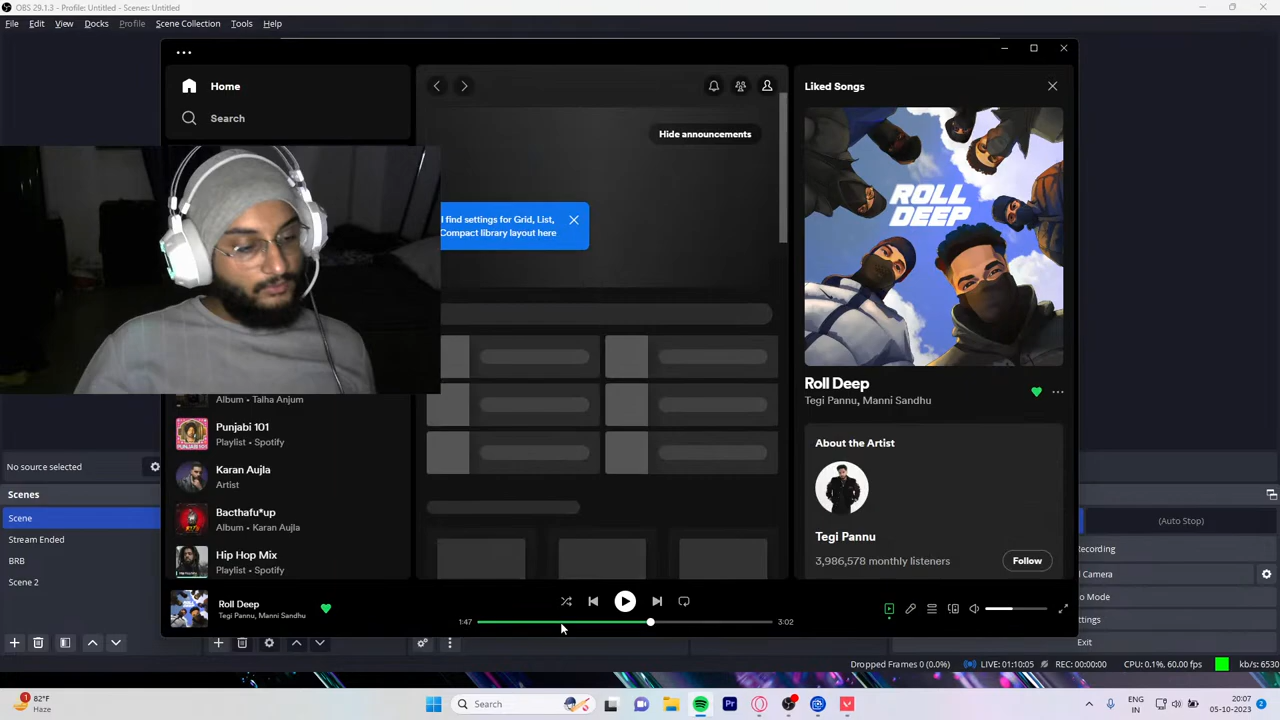 OBS 29.1.3 - Profile: Untitled - Scenes: Untitled
File Edit View Docks Profile Scene Collection Tools Help
Home
Search
Hide announcements
Liked Songs
l find settings for Grid, List,
Compact library layout here
ROLL
DEEP
Roll Deep
Tegi Pannu, Manni Sandhu
Album • Talha Anjum
Punjabi 101
Playlist • Spotify
Karan Aujla
Artist
Bacthafu*up
Album • Karan Aujla
Hip Hop Mix
Playlist • Spotify
About the Artist
Tegi Pannu
3,986,578 monthly listeners
Follow
Roll Deep
Tegi Pannu, Manni Sandhu
1:47
3:02
No source selected
Scenes
Scene
Stream Ended
BRB
Scene 2
(Auto Stop)
Recording
l Camera
o Mode
ttings
Exit
Dropped Frames 0 (0.0%)
LIVE: 01:10:05
REC: 00:00:00
CPU: 0.1%, 60.00 fps
kb/s: 6530
82°F
Haze
Search
ENG
IN
20:07
05-10-2023